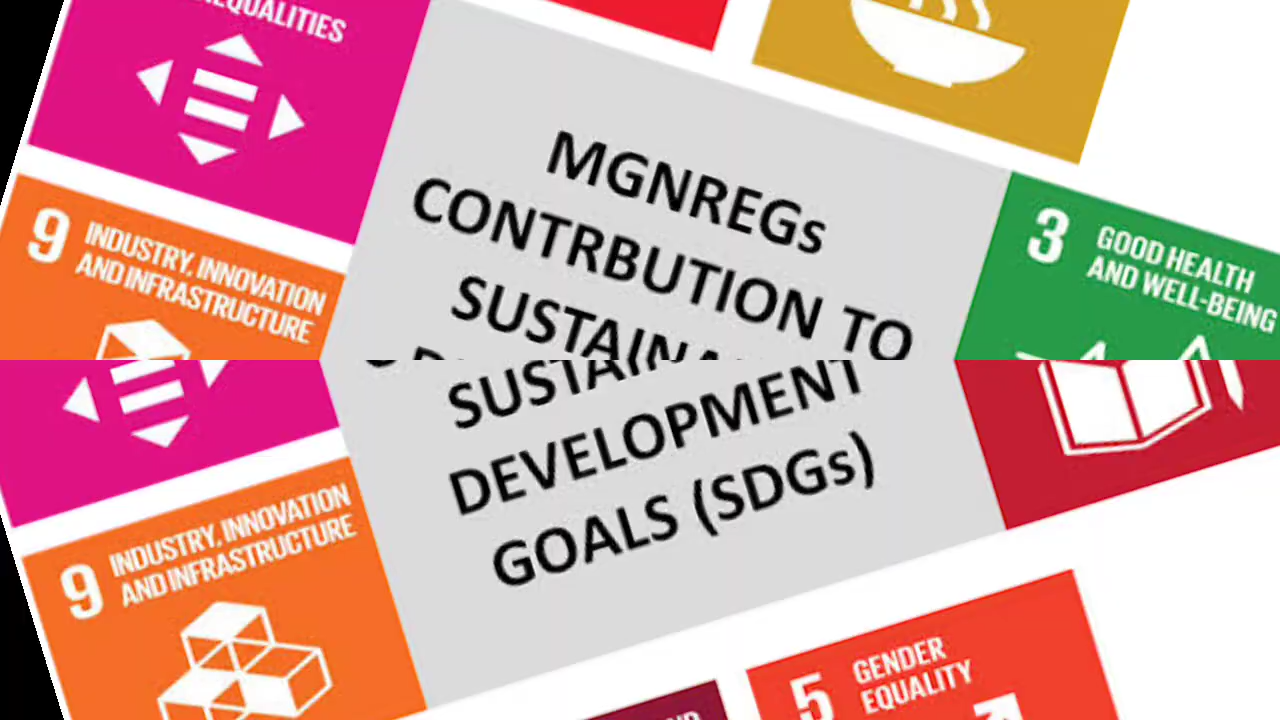 EQUALITIES
MGNREGs
CONTRBUTION TO
SUSTAINA
9 INDUSTRY, INNOVATION
AND INFRASTRUCTURE
3 GOOD HEALTH
AND WELL-BEING
SUSTAIN
DEVELOPMENT
GOALS (SDGs)
9 INDUSTRY, INNOVATION
AND INFRASTRUCTURE
5 GENDER
EQUALITY